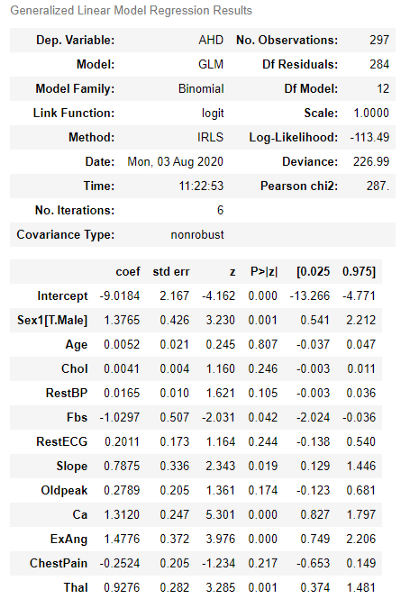 Generalized Linear Model Regression Results
Dep. Variable: AHD No. Observations: 297
Model: GLM Df Residuals: 284
Model Family: Binomial Df Model: 12
Link Function: logit Scale: 1.0000
Method: IRLS Log-Likelihood: -113.49
Date: Mon, 03 Aug 2020 Deviance: 226.99
Time: 11:22:53 Pearson chi2: 287.
No. Iterations: 6
Covariance Type: nonrobust
coef std err z P>|z| [0.025 0.975]
Intercept -9.0184 2.167 -4.162 0.000 -13.266 -4.771
Sex1[T.Male] 1.3765 0.426 3.230 0.001 0.541 2.212
Age 0.0052 0.021 0.245 0.807 -0.037 0.047
Chol 0.0041 0.004 1.160 0.246 -0.003 0.011
RestBP 0.0165 0.010 1.621 0.105 -0.003 0.036
Fbs -1.0297 0.507 -2.031 0.042 -2.024 -0.036
RestECG 0.2011 0.173 1.164 0.244 -0.138 0.540
Slope 0.7875 0.336 2.343 0.019 0.129 1.446
Oldpeak 0.2789 0.205 1.361 0.174 -0.123 0.681
Ca 1.3120 0.247 5.301 0.000 0.827 1.797
ExAng 1.4776 0.372 3.976 0.000 0.749 2.206
ChestPain -0.2524 0.205 -1.234 0.217 -0.653 0.149
Thal 0.9276 0.282 3.285 0.001 0.374 1.481